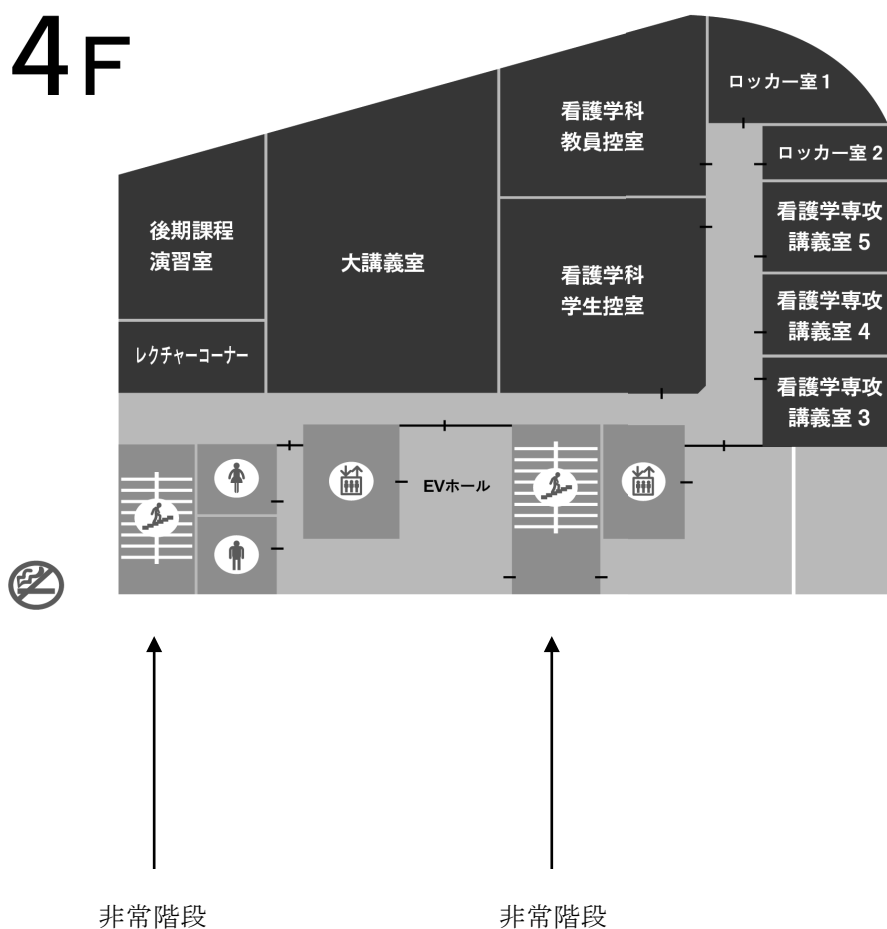 4F
ロッカー室1
看護学科
教員控室
ロッカー室2
後期課程
演習室
大講義室
看護学科
学生控室
看護学専攻
講義室5
看護学専攻
講義室4
レクチャーコーナー
看護学専攻
講義室3
EVホール
非常階段
非常階段